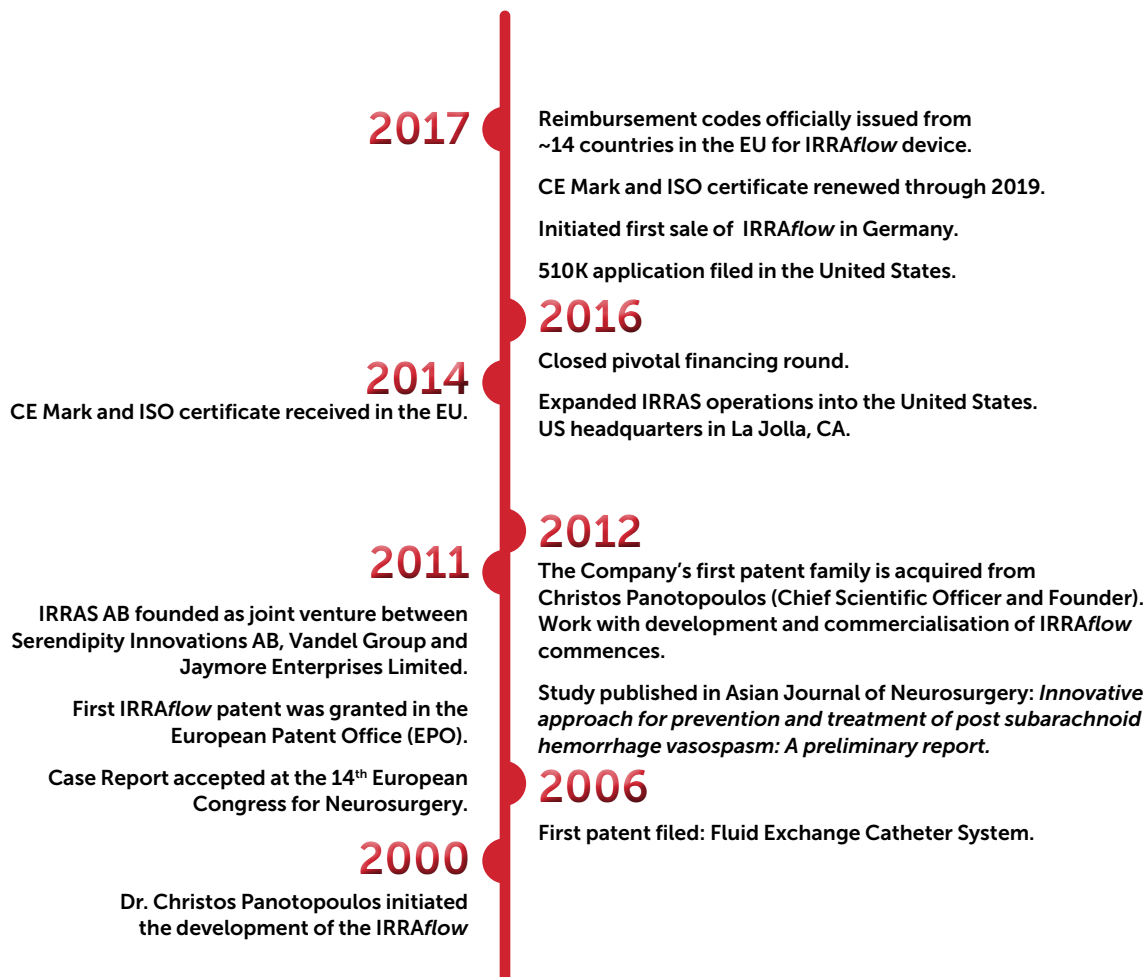 2017
Reimbursement codes officially issued from
~14 countries in the EU for IRRAflow device.
CE Mark and ISO certificate renewed through 2019.
Initiated first sale of IRRAflow in Germany.
510K application filed in the United States.
2016
Closed pivotal financing round.
Expanded IRRAS operations into the United States.
US headquarters in La Jolla, CA.
2014
CE Mark and ISO certificate received in the EU.
2012
The Company’s first patent family is acquired from
Christos Panotopoulos (Chief Scientific Officer and Founder).
Work with development and commercialisation of IRRAflow
commences.
Study published in Asian Journal of Neurosurgery: Innovative
approach for prevention and treatment of post subarachnoid
hemorrhage vasospasm: A preliminary report.
2011
IRRAS AB founded as joint venture between
Serendipity Innovations AB, Vandel Group and
Jaymore Enterprises Limited.
First IRRAflow patent was granted in the
European Patent Office (EPO).
Case Report accepted at the 14th European
Congress for Neurosurgery.
2006
First patent filed: Fluid Exchange Catheter System.
2000
Dr. Christos Panotopoulos initiated
the development of the IRRAflow